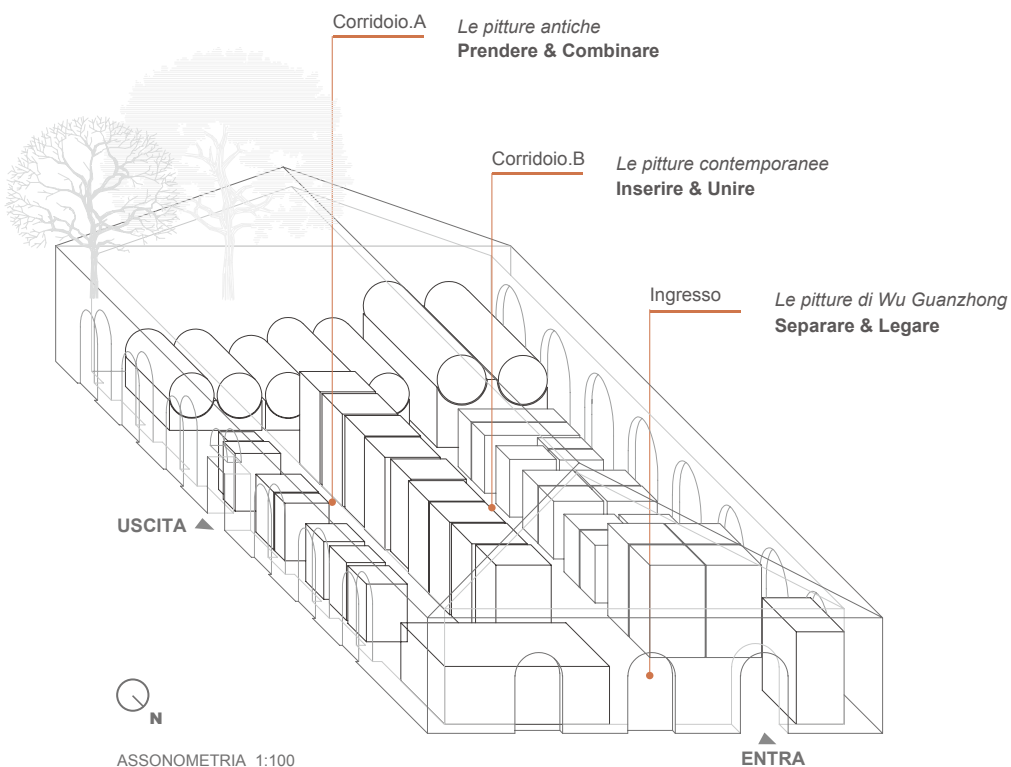 Corridoio.A
Le pitture antiche
Prendere & Combinare
Corridoio.B
Le pitture contemporanee
Inserire & Unire
Ingresso
Le pitture di Wu Guanzhong
Separare & Legare
USCITA
N
ENTRA
ASSONOMETRIA 1:100